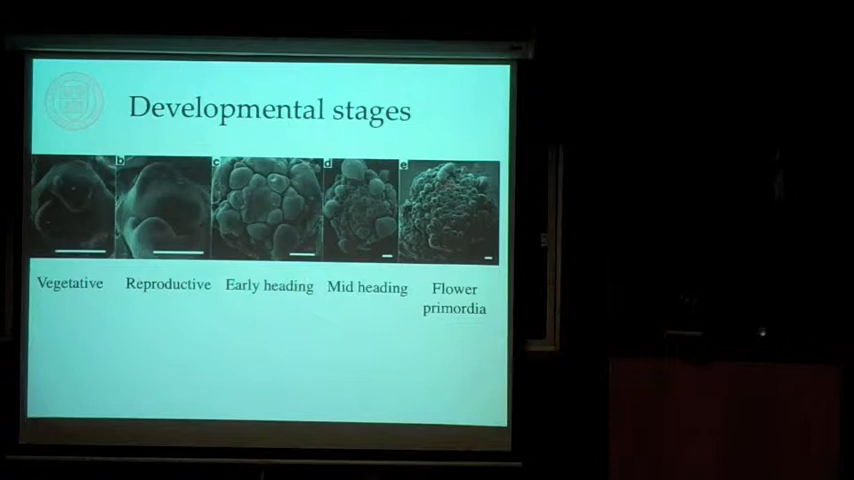 Developmental stages
b c d e
Vegetative Reproductive Early heading Mid heading Flower
primordia